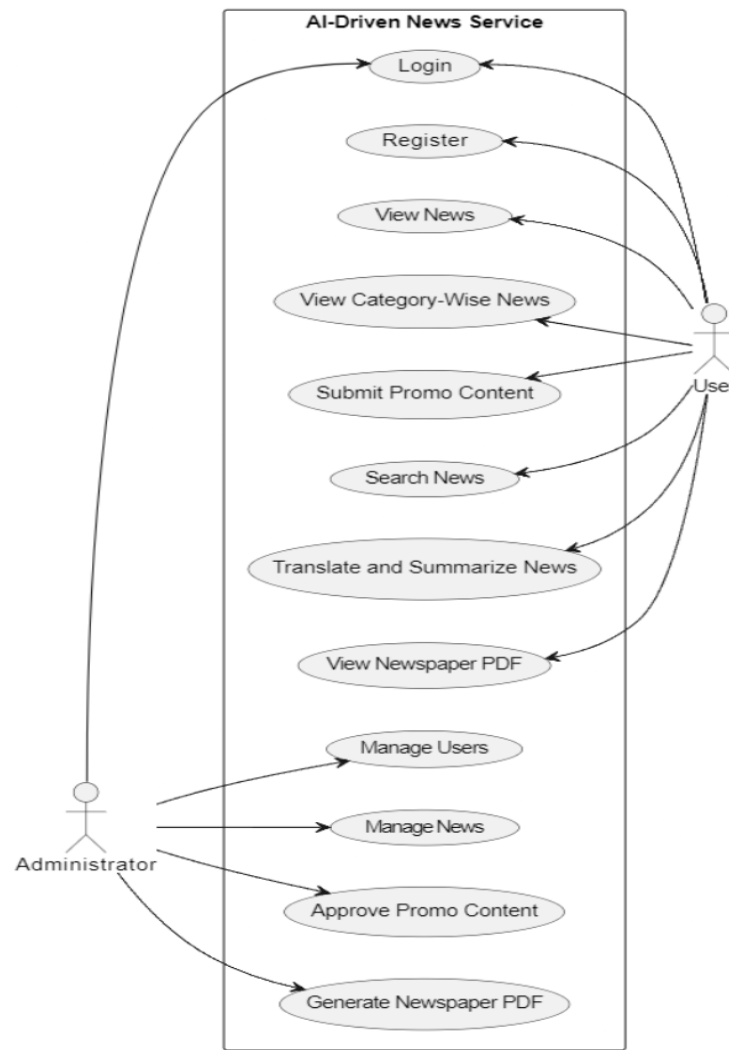 AI-Driven News Service
Login
Register
View News
View Category-Wise News
Submit Promo Content
Use
Search News
Translate and Summarize News
View Newspaper PDF
Manage Users
Manage News
Administrator
Approve Promo Content
Generate Newspaper PDF